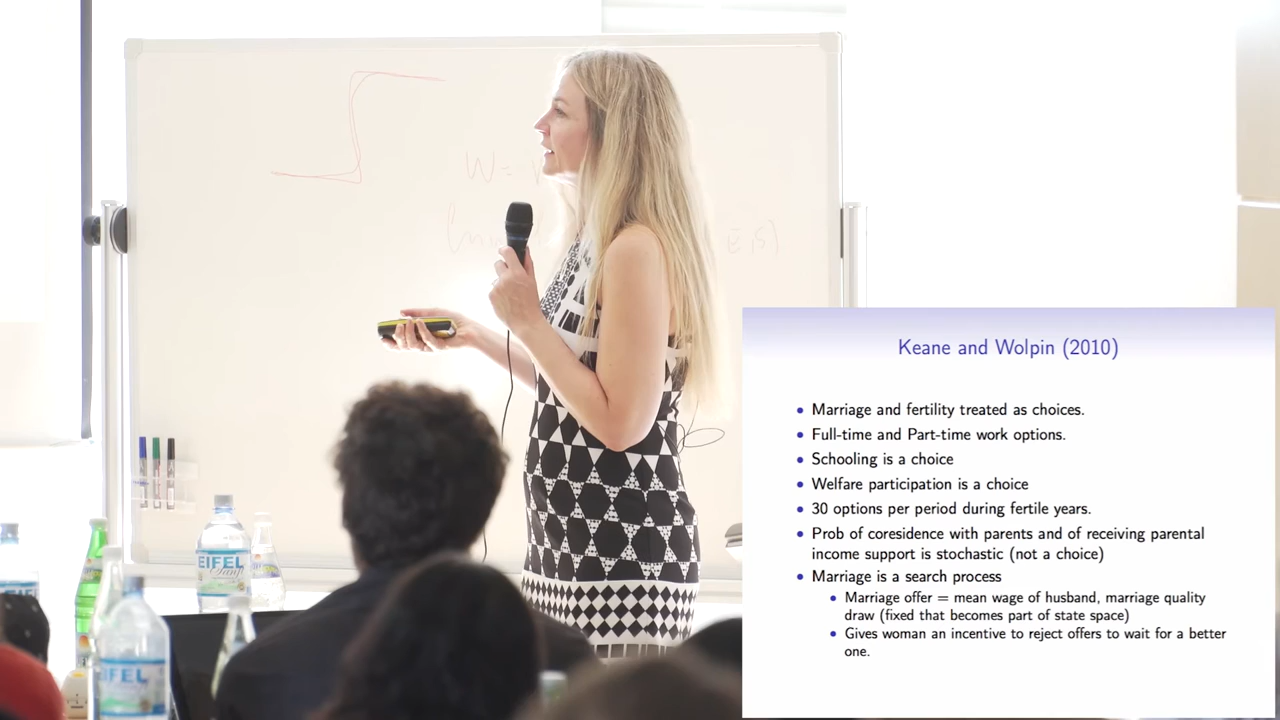 W =
EIFEL
Sanft
EIFEL
Keane and Wolpin (2010)
• Marriage and fertility treated as choices.
• Full-time and Part-time work options.
• Schooling is a choice
• Welfare participation is a choice
• 30 options per period during fertile years.
• Prob of coresidence with parents and of receiving parental
income support is stochastic (not a choice)
• Marriage is a search process
• Marriage offer = mean wage of husband, marriage quality
draw (fixed that becomes part of state space)
• Gives woman an incentive to reject offers to wait for a better
one.